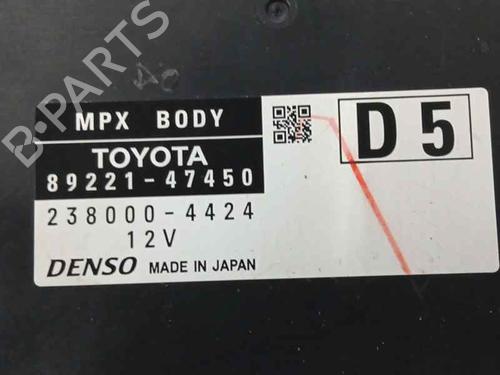 B-PARTS
MPX BODY
TOYOTA
89221-47450
238000-4424
12V
DENSO MADE IN JAPAN
D 5